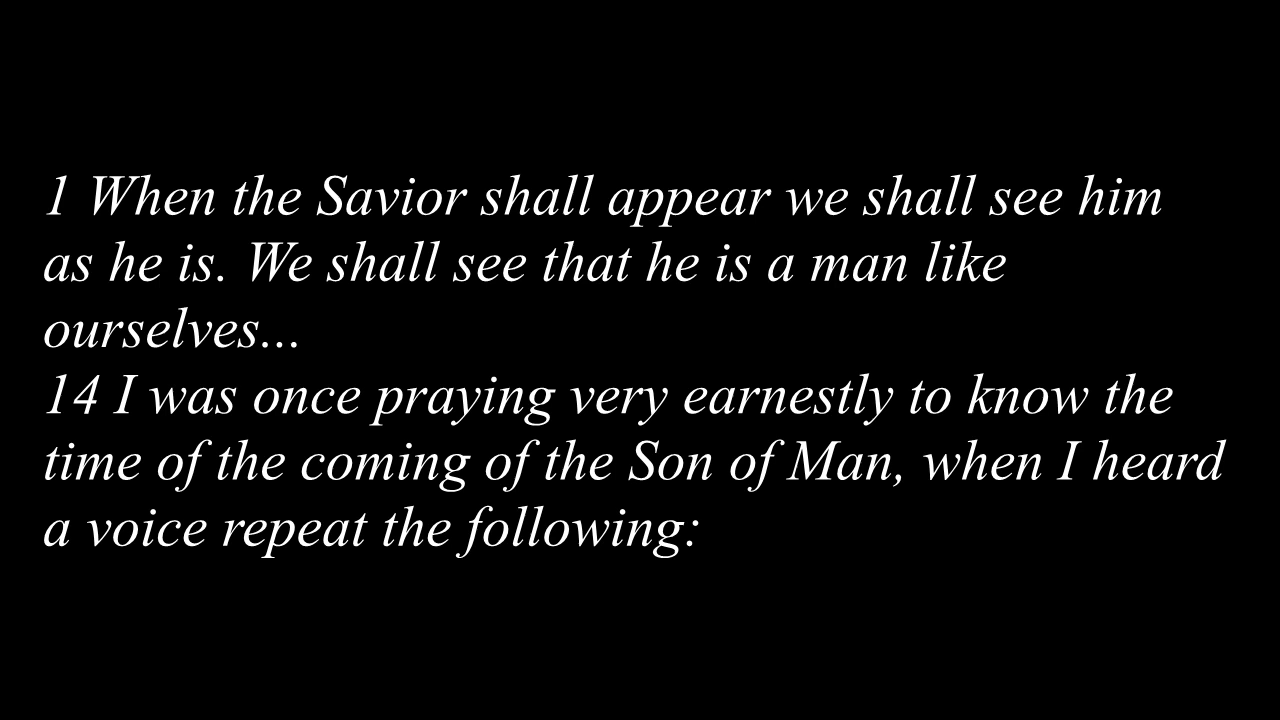 1 When the Savior shall appear we shall see him
as he is. We shall see that he is a man like
ourselves...
14 I was once praying very earnestly to know the
time of the coming of the Son of Man, when I heard
a voice repeat the following: